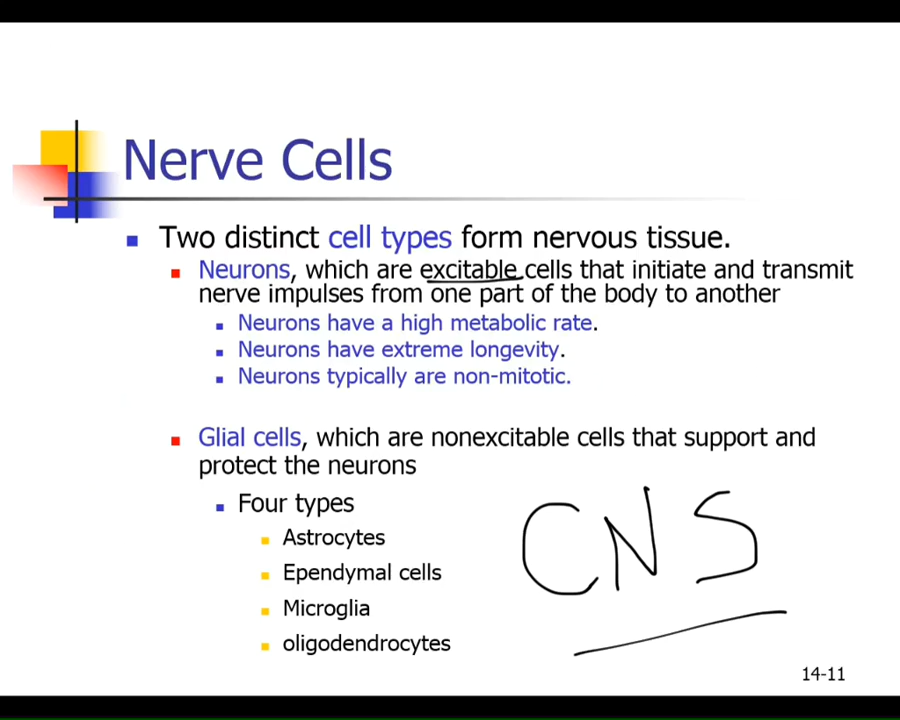 Nerve Cells
Two distinct cell types form nervous tissue.
Neurons, which are excitable cells that initiate and transmit
nerve impulses from one part of the body to another
Neurons have a high metabolic rate.
Neurons have extreme longevity.
Neurons typically are non-mitotic.
Glial cells, which are nonexcitable cells that support and
protect the neurons
Four types
Astrocytes
Ependymal cells
Microglia
oligodendrocytes
CNS
14-11